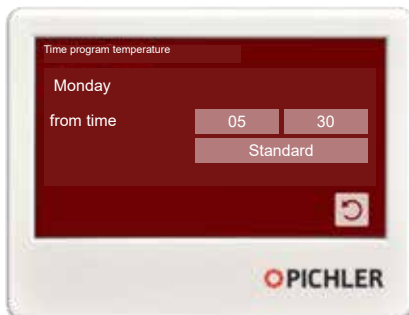 Time program temperature
Monday
from time 05 30
Standard
PICHLER